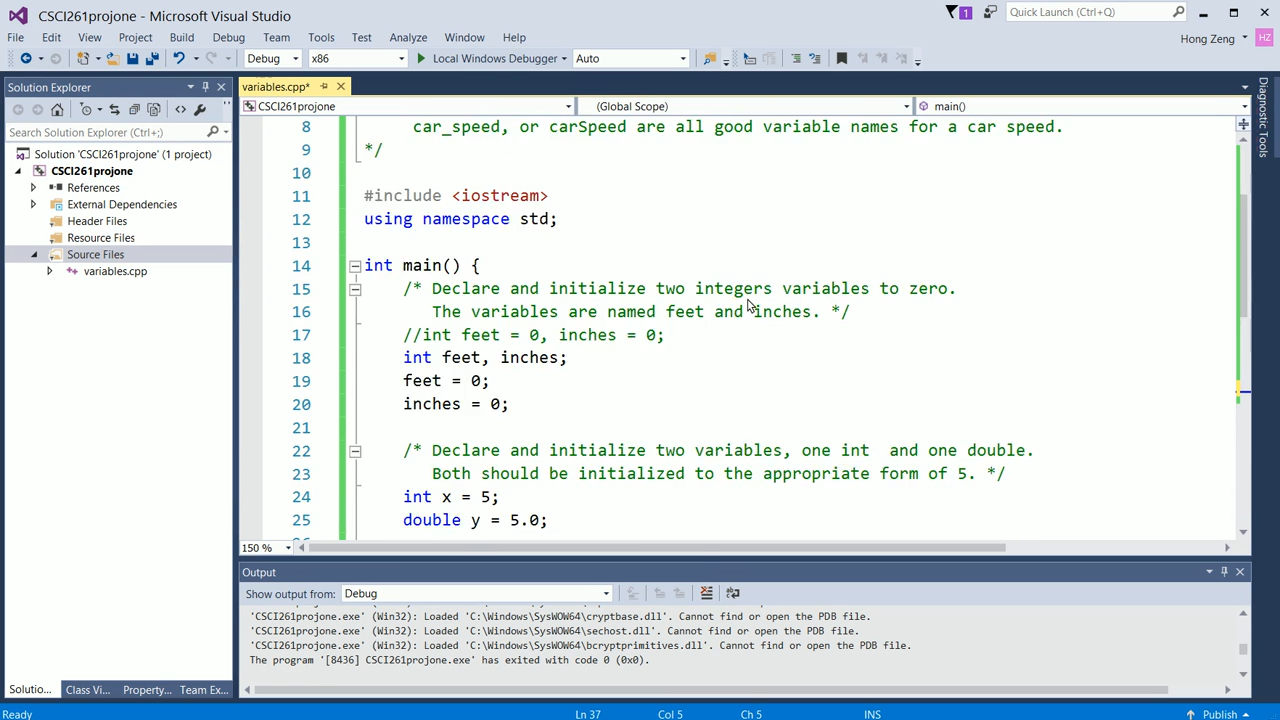 CSCI261projone - Microsoft Visual Studio
1
Quick Launch (Ctrl+Q)
File Edit View Project Build Debug Team Tools Test Analyze Window Help
Hong Zeng
HZ
Debug x86 Local Windows Debugger Auto
Solution Explorer
Search Solution Explorer (Ctrl+;)
Solution 'CSCI261projone' (1 project)
CSCI261projone
References
External Dependencies
Header Files
Resource Files
Source Files
variables.cpp
Solutio... Class Vi... Property... Team Ex...
variables.cpp*
CSCI261projone (Global Scope) main()
8 car_speed, or carSpeed are all good variable names for a car speed.
9 */
10
11 #include <iostream>
12 using namespace std;
13
14 int main() {
15 /* Declare and initialize two integers variables to zero.
16 The variables are named feet and inches. */
17 //int feet = 0, inches = 0;
18 int feet, inches;
19 feet = 0;
20 inches = 0;
21
22 /* Declare and initialize two variables, one int  and one double.
23 Both should be initialized to the appropriate form of 5. */
24 int x = 5;
25 double y = 5.0;
150 %
Diagnostic Tools
Output
Show output from: Debug
'CSCI261projone.exe' (Win32): Loaded 'C:\Windows\SysWOW64\cryptbase.dll'. Cannot find or open the PDB file.
'CSCI261projone.exe' (Win32): Loaded 'C:\Windows\SysWOW64\sechost.dll'. Cannot find or open the PDB file.
'CSCI261projone.exe' (Win32): Loaded 'C:\Windows\SysWOW64\bcryptprimitives.dll'. Cannot find or open the PDB file.
The program '[8436] CSCI261projone.exe' has exited with code 0 (0x0).
Ready Ln 37 Col 5 Ch 5 INS Publish